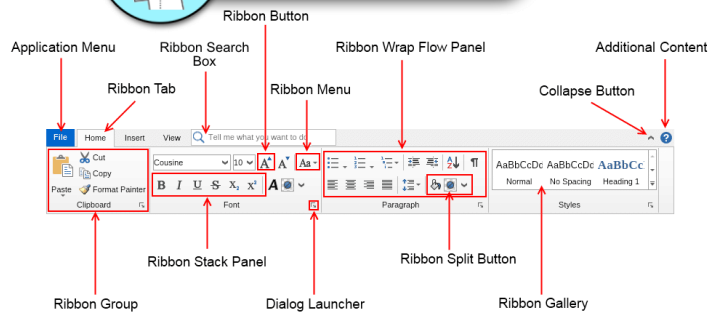 Ribbon Button
Application Menu
Ribbon Search
Box
Ribbon Wrap Flow Panel
Additional Content
Ribbon Tab
Ribbon Menu
Collapse Button
File Home Insert View Tell me what you want to do
Cut
Copy
Paste Format Painter
Clipboard
Cousine 10 A A Aa
B I U S X₂ X² A
Font
¶
Paragraph
AaBbCcDc AaBbCcDc AaBbCc
Normal No Spacing Heading 1
Styles
Ribbon Stack Panel
Ribbon Split Button
Ribbon Group
Dialog Launcher
Ribbon Gallery